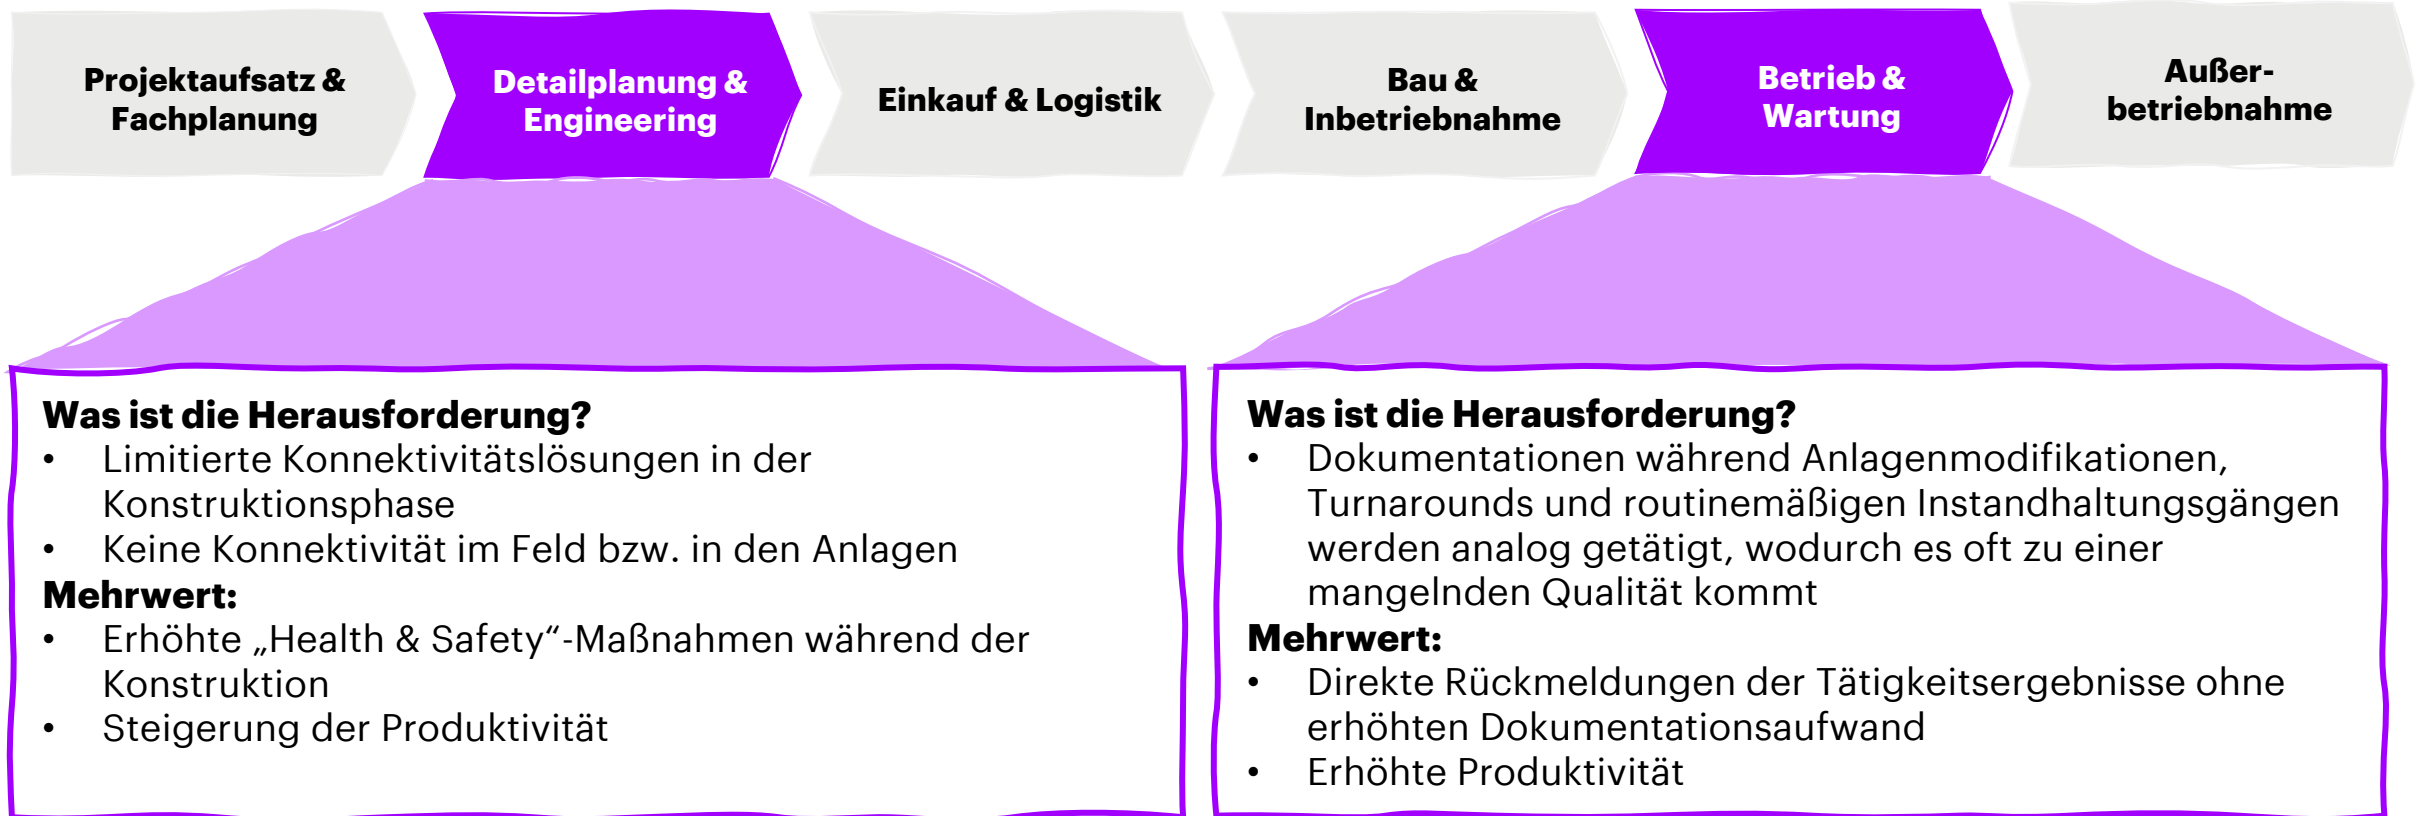 Projektaufsatz &
Fachplanung
Detailplanung &
Engineering
Einkauf & Logistik
Bau &
Inbetriebnahme
Betrieb &
Wartung
Außer-
betriebnahme
Was ist die Herausforderung?
• Limitierte Konnektivitätslösungen in der
Konstruktionsphase
• Keine Konnektivität im Feld bzw. in den Anlagen
Mehrwert:
• Erhöhte „Health & Safety“-Maßnahmen während der
Konstruktion
• Steigerung der Produktivität
Was ist die Herausforderung?
• Dokumentationen während Anlagenmodifikationen,
Turnarounds und routinemäßigen Instandhaltungsgängen
werden analog getätigt, wodurch es oft zu einer
mangelnden Qualität kommt
Mehrwert:
• Direkte Rückmeldungen der Tätigkeitsergebnisse ohne
erhöhten Dokumentationsaufwand
• Erhöhte Produktivität